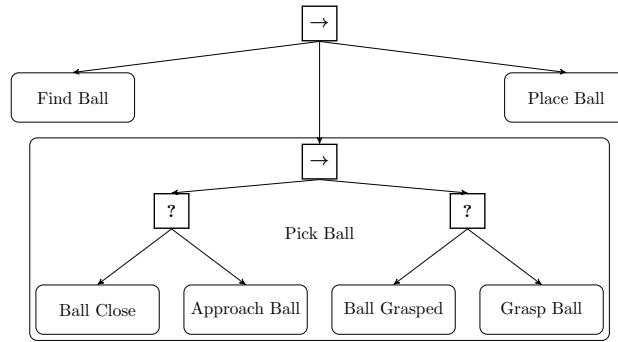 →
Find Ball
Place Ball
→
?
?
Pick Ball
Ball Close
Approach Ball
Ball Grasped
Grasp Ball